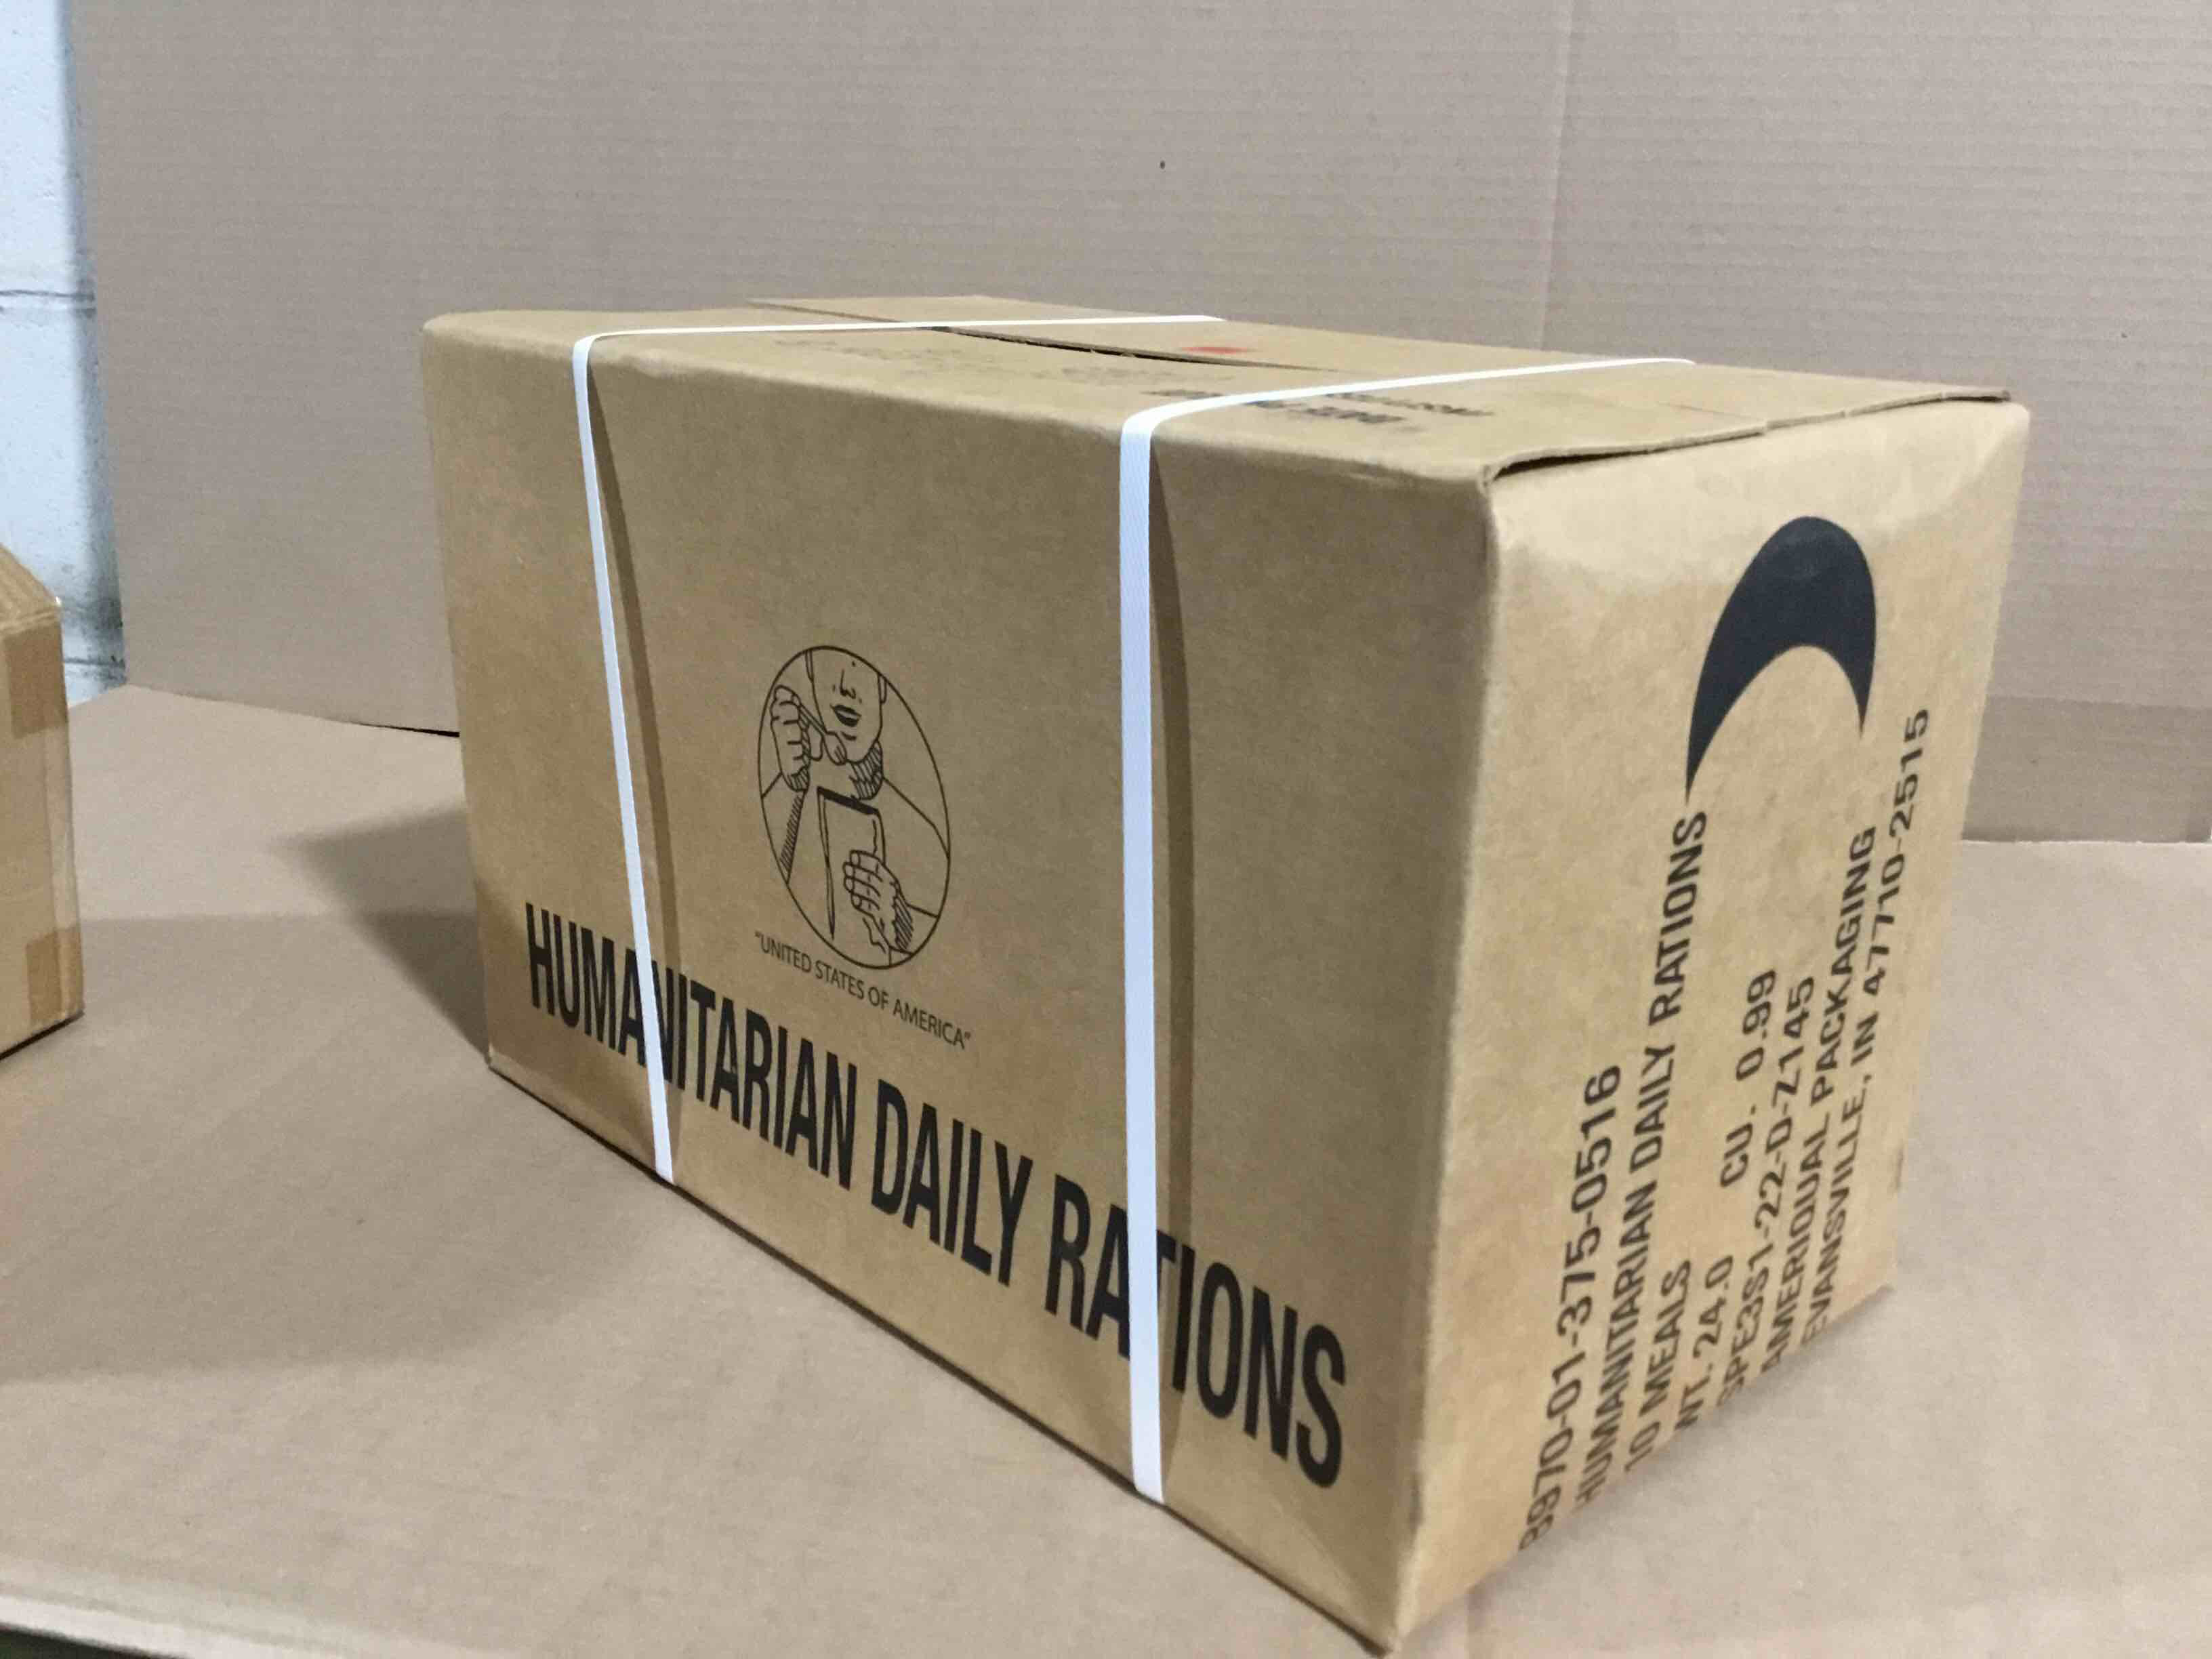 "UNITED STATES OF AMERICA"
HUMANITARIAN DAILY RATIONS
8970-01-375-0516
HUMANITARIAN DAILY RATIONS
10 MEALS
WT. 24.0 CU. 0.99
SPE3S1-22-D-Z145
AMERIQUAL PACKAGING
EVANSVILLE, IN 47710-2515